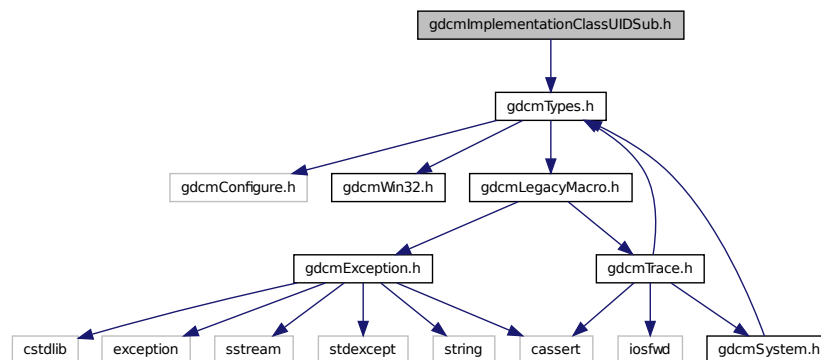 gdcmImplementationClassUIDSub.h
gdcmTypes.h
gdcmConfigure.h
gdcmWin32.h
gdcmLegacyMacro.h
gdcmException.h
gdcmTrace.h
cstdlib
exception
sstream
stdexcept
string
cassert
iosfwd
gdcmSystem.h